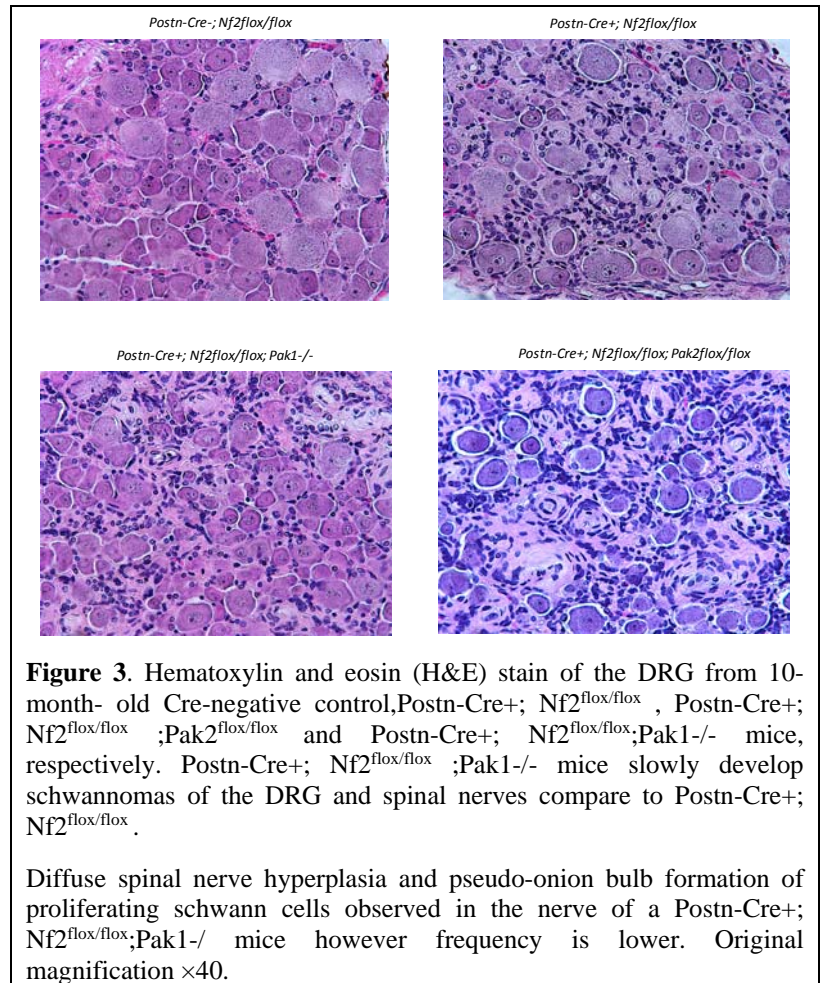 Postn-Cre-; Nf2flox/flox
Postn-Cre+; Nf2flox/flox
Postn-Cre+; Nf2flox/flox; Pak1-/-
Postn-Cre+; Nf2flox/flox; Pak2flox/flox
Figure 3. Hematoxylin and eosin (H&E) stain of the DRG from 10-
month- old Cre-negative control,Postn-Cre+; Nf2flox/flox , Postn-Cre+;
Nf2flox/flox ;Pak2flox/flox and Postn-Cre+; Nf2flox/flox;Pak1-/- mice,
respectively. Postn-Cre+; Nf2flox/flox ;Pak1-/- mice slowly develop
schwannomas of the DRG and spinal nerves compare to Postn-Cre+;
Nf2flox/flox .
Diffuse spinal nerve hyperplasia and pseudo-onion bulb formation of
proliferating schwann cells observed in the nerve of a Postn-Cre+;
Nf2flox/flox;Pak1-/ mice however frequency is lower. Original
magnification ×40.